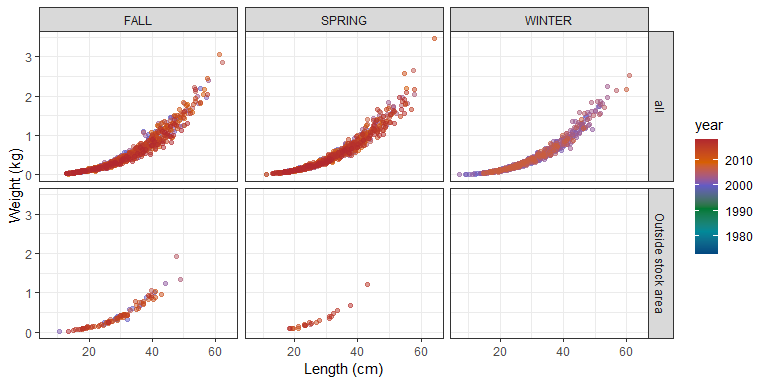 FALL
SPRING
WINTER
3
2
1
0
all
3
2
1
0
Outside stock area
20
40
60
20
40
60
20
40
60
Length (cm)
Weight (kg)
year
2010
2000
1990
1980